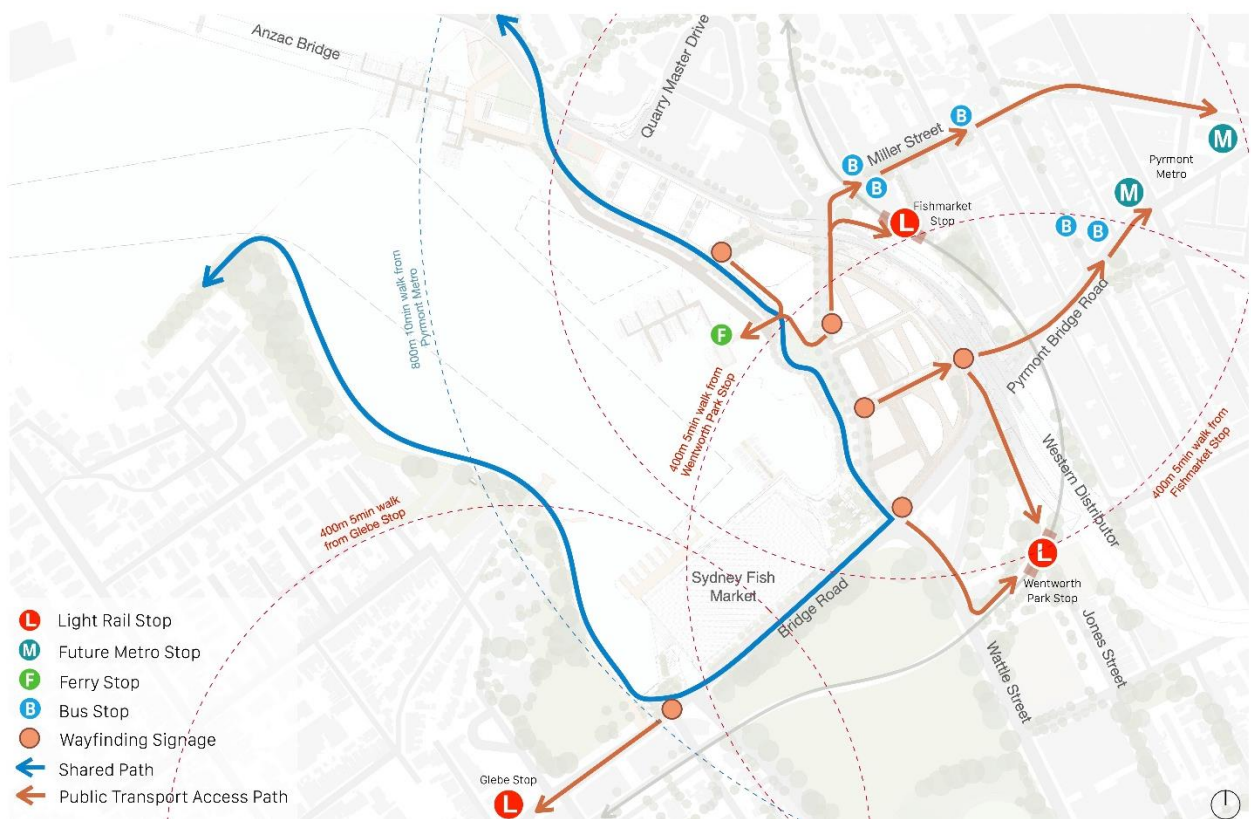 Anzac Bridge
Quarry Master Drive
B
Miller Street
B
B
M
Pyrmont
Metro
M
L
Fishmarket
Stop
B
B
800m 10min walk from
Pyrmont Metro
F
Pyrmont Bridge Road
400m 5min walk from
Wentworth Park Stop
400m 5min walk from
Fishmarket Stop
Western Distributor
400m 5min walk
from Glebe Stop
L
Wentworth
Park Stop
Sydney Fish
Market
Bridge Road
Jones Street
Wattle Street
L Light Rail Stop
M Future Metro Stop
F Ferry Stop
B Bus Stop
Wayfinding Signage
Shared Path
Public Transport Access Path
Glebe Stop
L